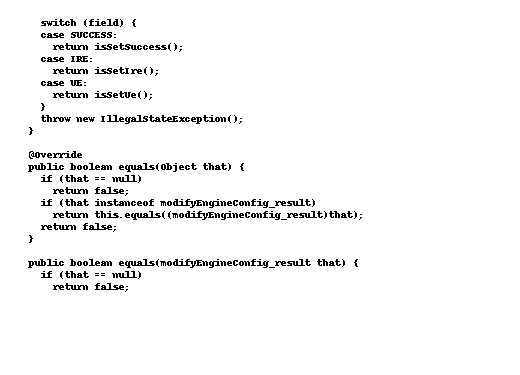 switch (field) {
case SUCCESS:
return isSetSuccess();
case IRE:
return isSetIre();
case UE:
return isSetUe();
}
throw new IllegalStateException();
}
@Override
public boolean equals(Object that) {
if (that == null)
return false;
if (that instanceof modifyEngineConfig_result)
return this.equals((modifyEngineConfig_result)that);
return false;
}
public boolean equals(modifyEngineConfig_result that) {
if (that == null)
return false;